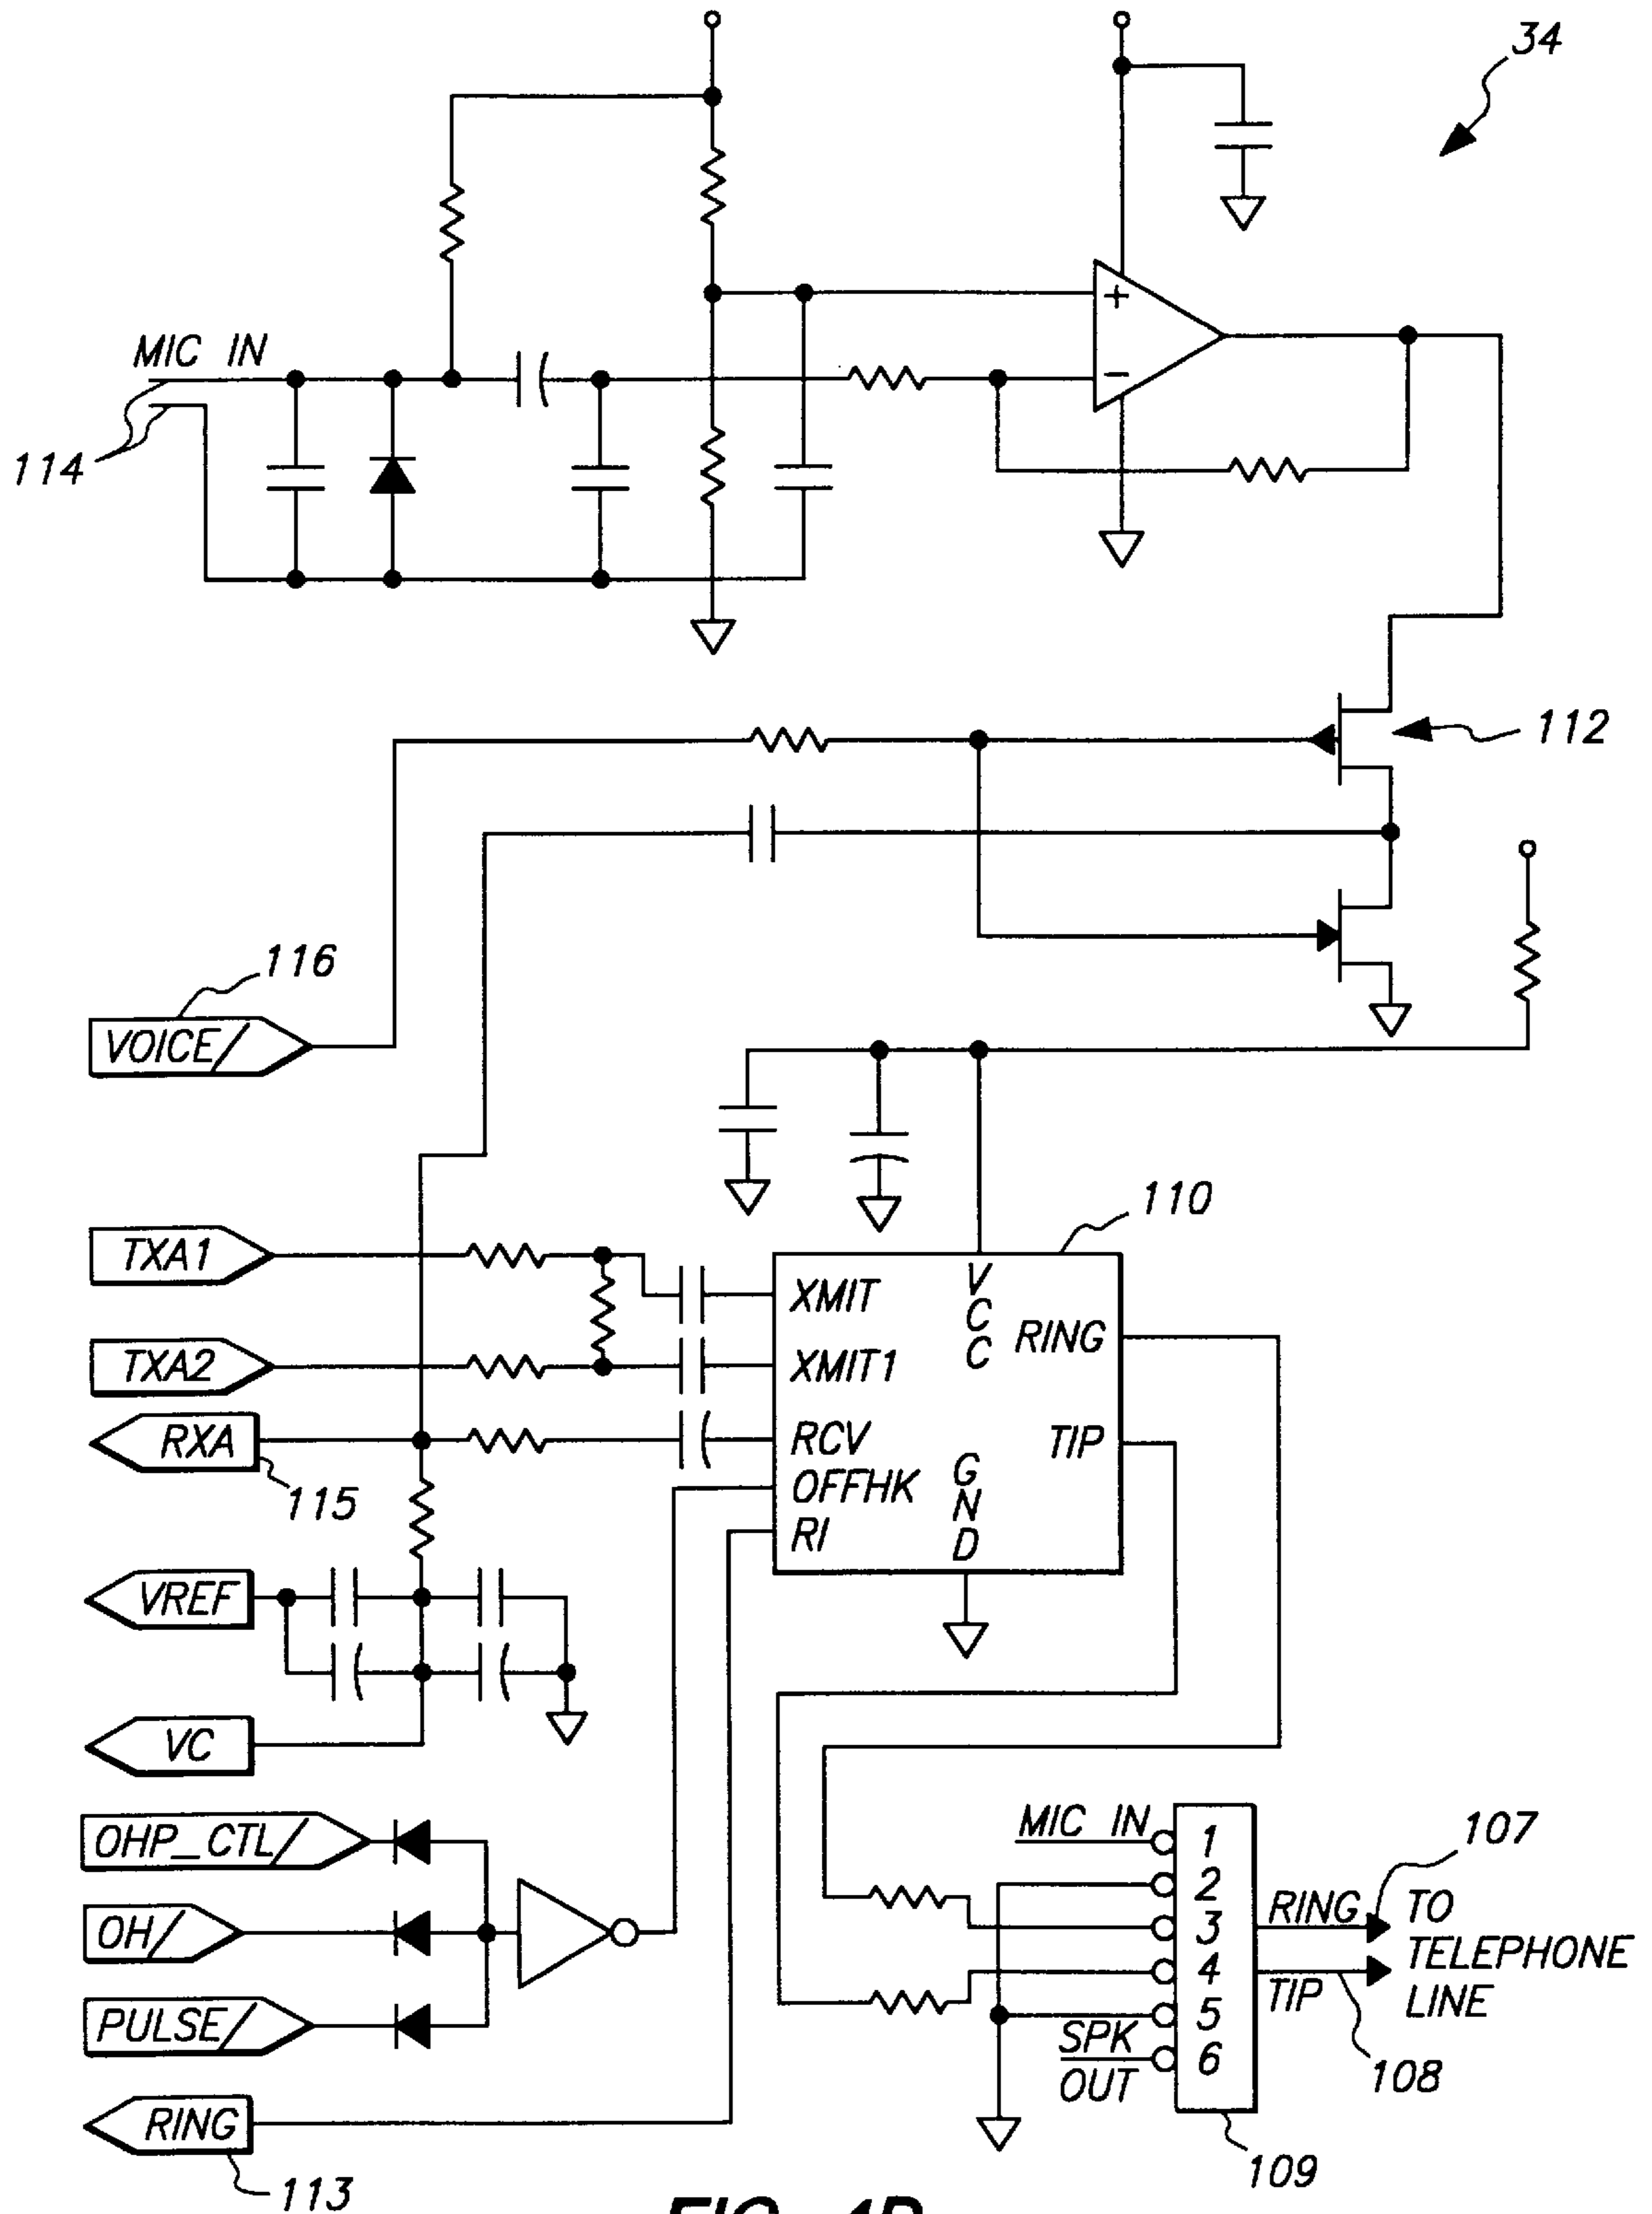 34
+
MIC IN
−
114
112
116
VOICE/
110
TXA1
XMIT
VCC
RING
TXA2
XMIT1
RXA
RCV
TIP
115
OFFHK
GND
RI
VREF
VC
OHP_CTL/
MIC IN
1
107
2
OH/
3
RING
TO
4
TELEPHONE
TIP
LINE
PULSE/
5
SPK
OUT
6
108
RING
109
113